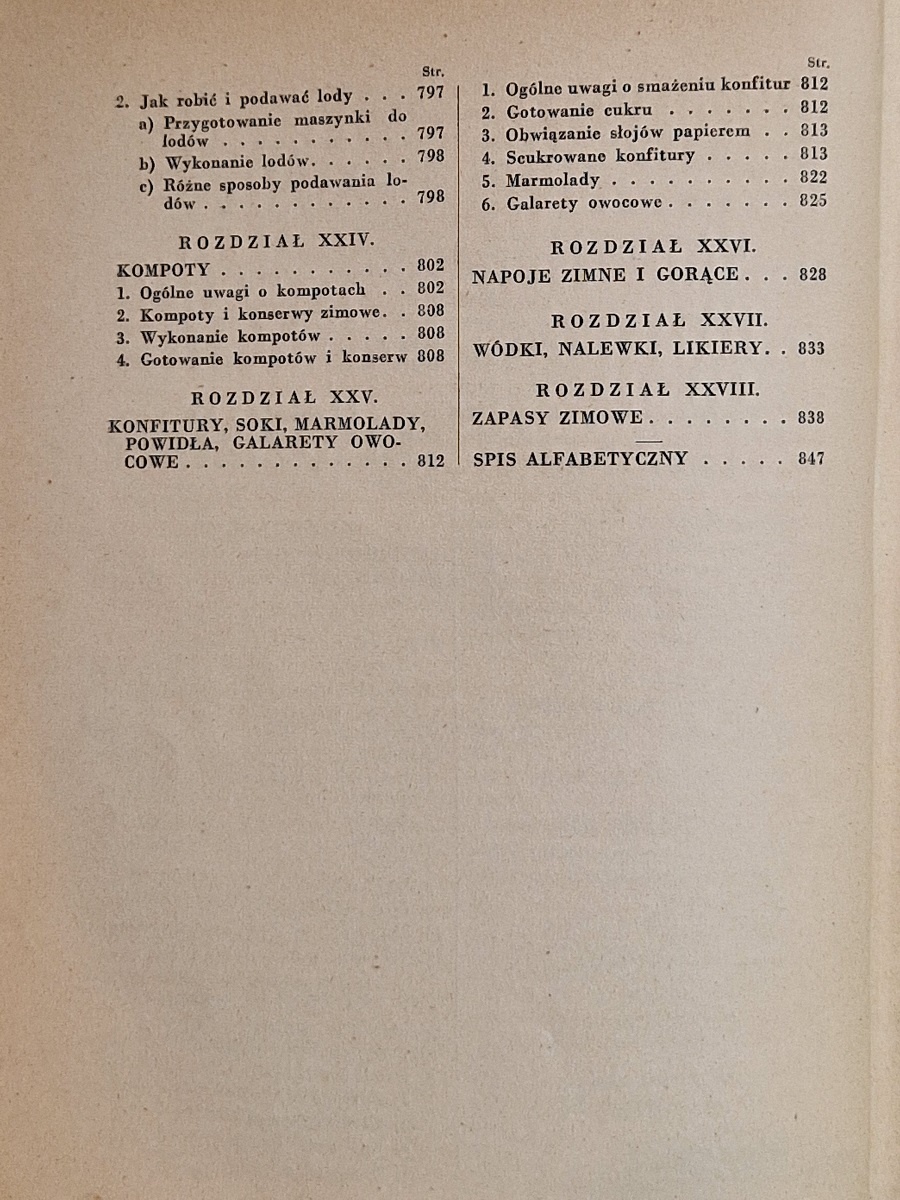 Str.
2. Jak robić i podawać lody . . . 797
a) Przygotowanie maszynki do
lodów . . . . . . . . . . . 797
b) Wykonanie lodów. . . . . . 798
c) Różne sposoby podawania lo-
dów . . . . . . . . . . . . 798
ROZDZIAŁ XXIV.
KOMPOTY . . . . . . . . . . . 802
1. Ogólne uwagi o kompotach . . 802
2. Kompoty i konserwy zimowe. . 808
3. Wykonanie kompotów . . . . . 808
4. Gotowanie kompotów i konserw 808
ROZDZIAŁ XXV.
KONFITURY, SOKI, MARMOLADY,
POWIDŁA, GALARETY OWO-
COWE . . . . . . . . . . . . . 812
Str.
1. Ogólne uwagi o smażeniu konfitur 812
2. Gotowanie cukru . . . . . . . 812
3. Obwiązanie słojów papierem . . 813
4. Scukrowane konfitury . . . . . 813
5. Marmolady . . . . . . . . . . 822
6. Galarety owocowe . . . . . . . 825
ROZDZIAŁ XXVI.
NAPOJE ZIMNE I GORĄCE . . . 828
ROZDZIAŁ XXVII.
WÓDKI, NALEWKI, LIKIERY. . 833
ROZDZIAŁ XXVIII.
ZAPASY ZIMOWE . . . . . . . . 838
SPIS ALFABETYCZNY . . . . . 847